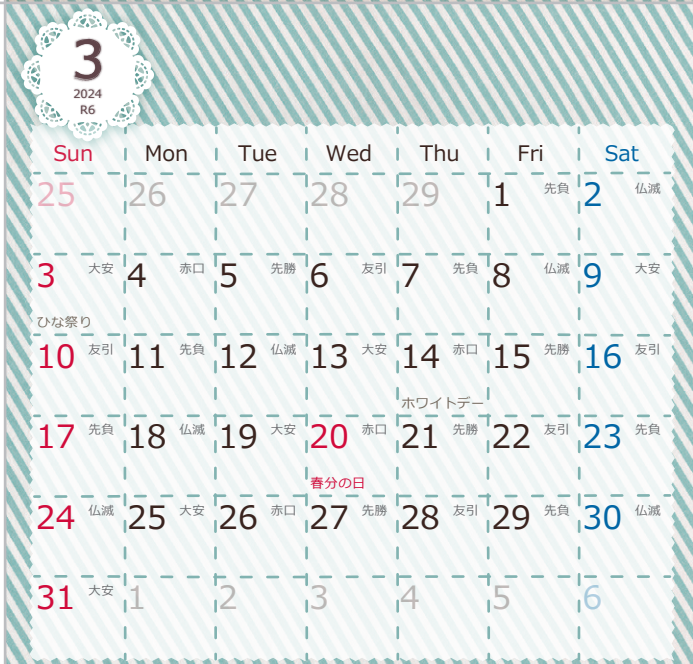 3
2024
R6
Sun Mon Tue Wed Thu Fri Sat
25 26 27 28 29 1 先負 2 仏滅
3 大安 4 赤口 5 先勝 6 友引 7 先負 8 仏滅 9 大安
ひな祭り
10 友引 11 先負 12 仏滅 13 大安 14 赤口 15 先勝 16 友引
ホワイトデー
17 先負 18 仏滅 19 大安 20 赤口 21 先勝 22 友引 23 先負
春分の日
24 仏滅 25 大安 26 赤口 27 先勝 28 友引 29 先負 30 仏滅
31 大安 1 2 3 4 5 6